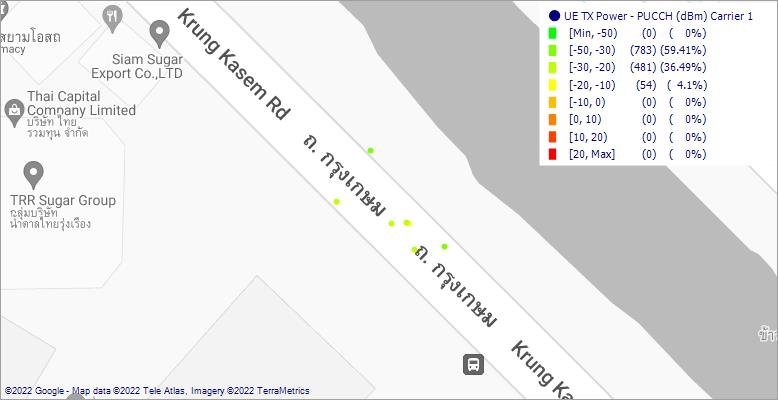 สยามโอสถ
macy
Siam Sugar
Export Co.,LTD
Thai Capital
Company Limited
บริษัท ไทย
รวมทุน จำกัด
TRR Sugar Group
กลุ่มบริษัท
น้ำตาลไทยรุ่งเรือง
Krung Kasem Rd
ถ. กรุงเกษม
ถ. กรุงเกษม
Krung Ka
UE TX Power - PUCCH (dBm) Carrier 1
[Min, -50) (0) ( 0%)
[-50, -30) (783) (59.41%)
[-30, -20) (481) (36.49%)
[-20, -10) (54) ( 4.1%)
[-10, 0) (0) ( 0%)
[0, 10) (0) ( 0%)
[10, 20) (0) ( 0%)
[20, Max] (0) ( 0%)
©2022 Google - Map data ©2022 Tele Atlas, Imagery ©2022 TerraMetrics